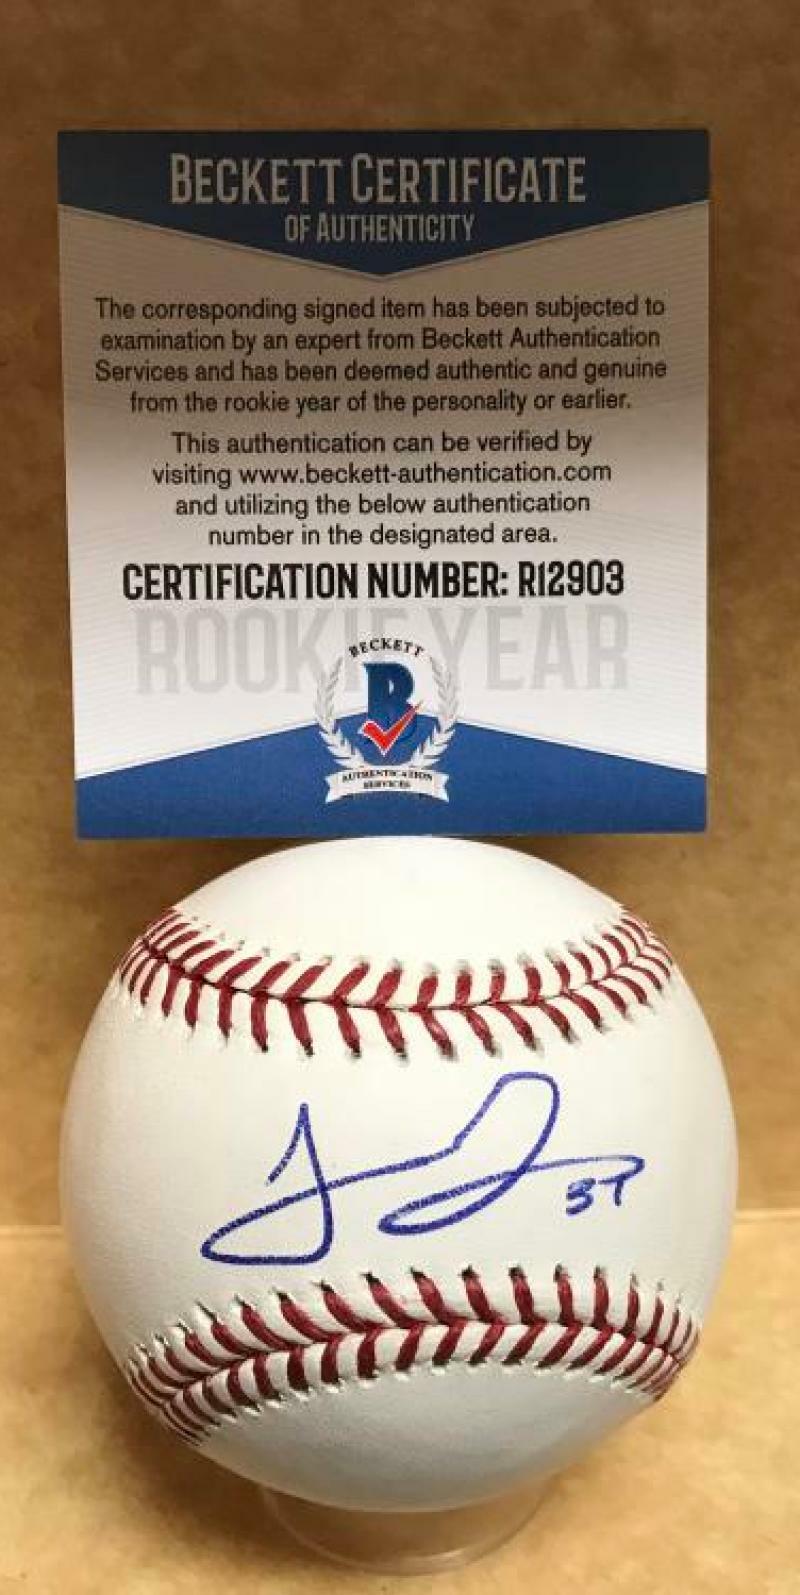 BECKETT CERTIFICATE
OF AUTHENTICITY
The corresponding signed item has been subjected to
examination by an expert from Beckett Authentication
Services and has been deemed authentic and genuine
from the rookie year of the personality or earlier.
This authentication can be verified by
visiting www.beckett-authentication.com
and utilizing the below authentication
number in the designated area.
CERTIFICATION NUMBER: R12903
ROOKIE YEAR
BECKETT
B
AUTHENTICATION
SERVICES
37